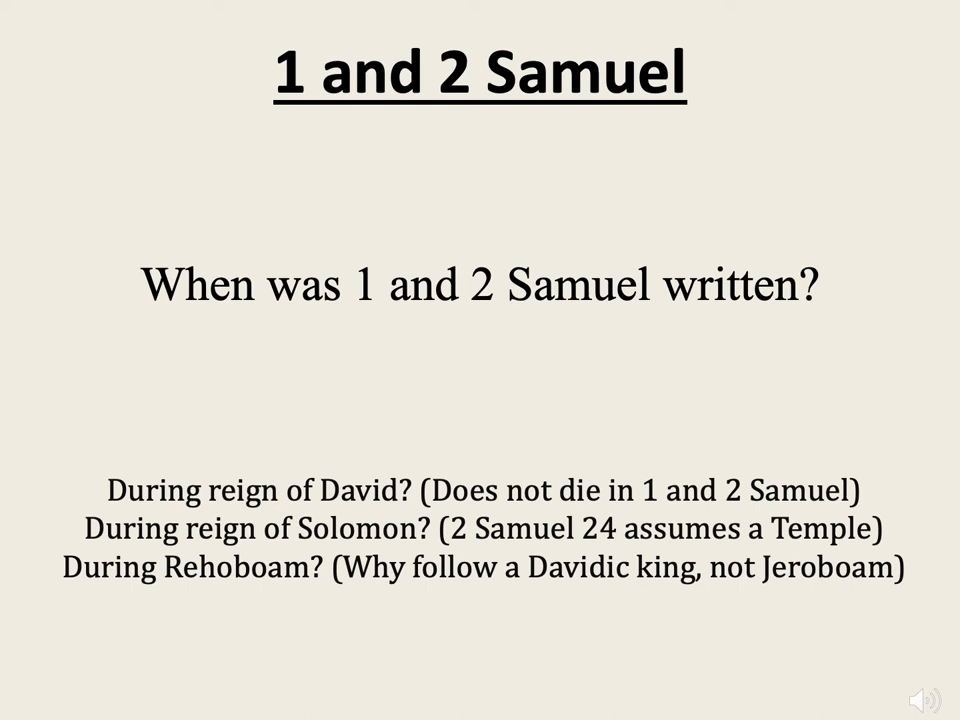 1 and 2 Samuel
When was 1 and 2 Samuel written?
During reign of David? (Does not die in 1 and 2 Samuel)
During reign of Solomon? (2 Samuel 24 assumes a Temple)
During Rehoboam? (Why follow a Davidic king, not Jeroboam)